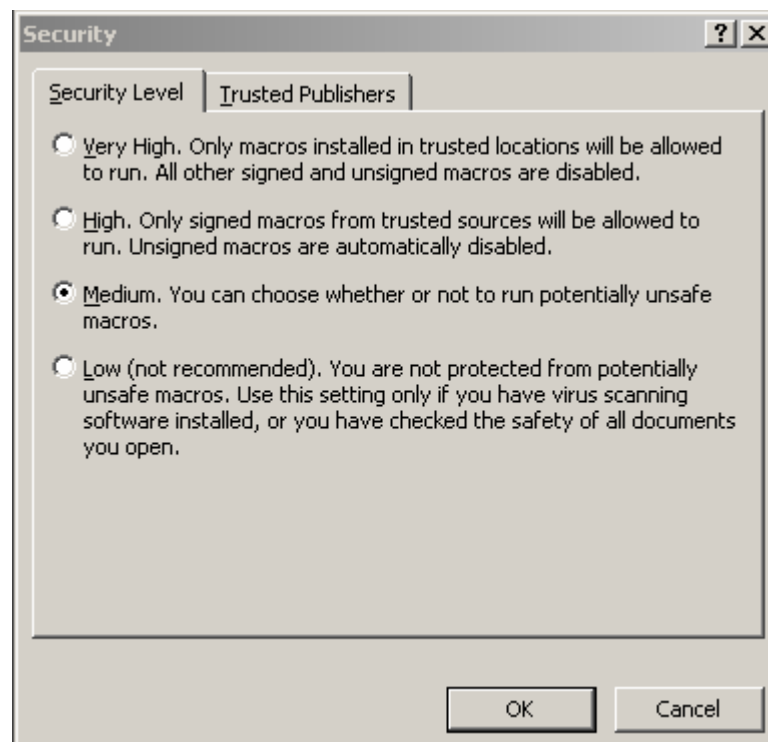 Security
Security Level
Trusted Publishers
Very High. Only macros installed in trusted locations will be allowed
to run. All other signed and unsigned macros are disabled.
High. Only signed macros from trusted sources will be allowed to
run. Unsigned macros are automatically disabled.
Medium. You can choose whether or not to run potentially unsafe
macros.
Low (not recommended). You are not protected from potentially
unsafe macros. Use this setting only if you have virus scanning
software installed, or you have checked the safety of all documents
you open.
OK
Cancel